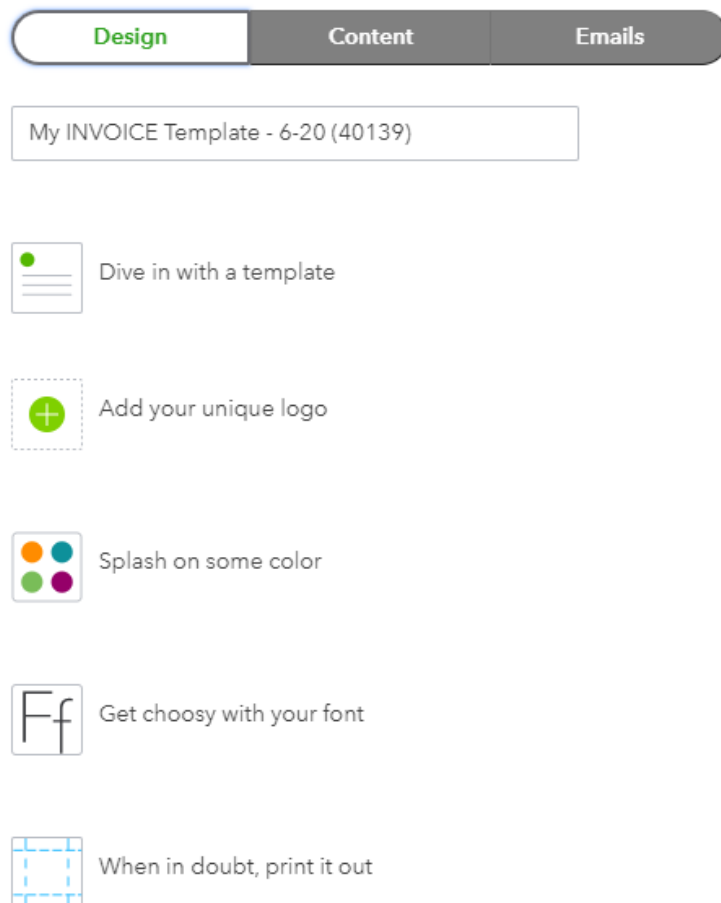 Design
Content
Emails
My INVOICE Template - 6-20 (40139)
Dive in with a template
Add your unique logo
Splash on some color
Ff
Get choosy with your font
When in doubt, print it out